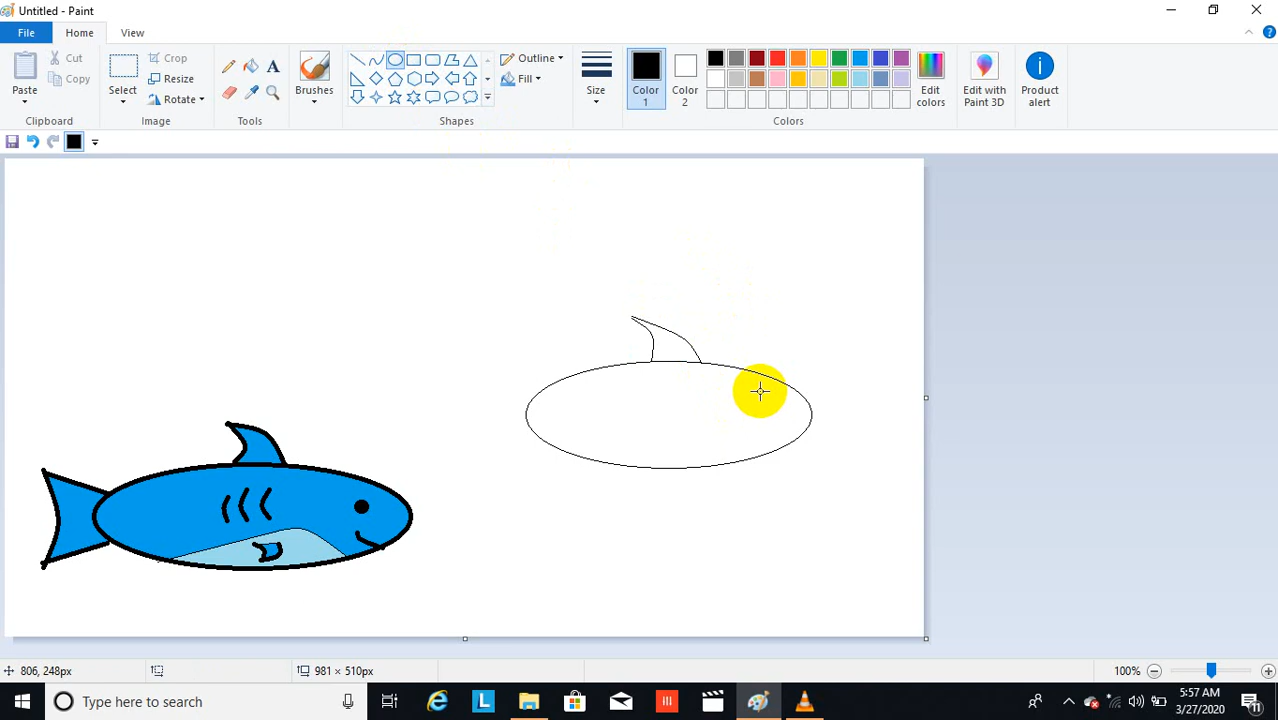 Untitled - Paint
File
Home
View
Paste
Cut
Copy
Clipboard
Select
Crop
Resize
Rotate
Image
A
Tools
Brushes
Outline
Fill
Shapes
Size
Color
1
Color
2
Edit
colors
Colors
Edit with
Paint 3D
Product
alert
806, 248px
981 × 510px
100%
Type here to search
5:57 AM
3/27/2020
11